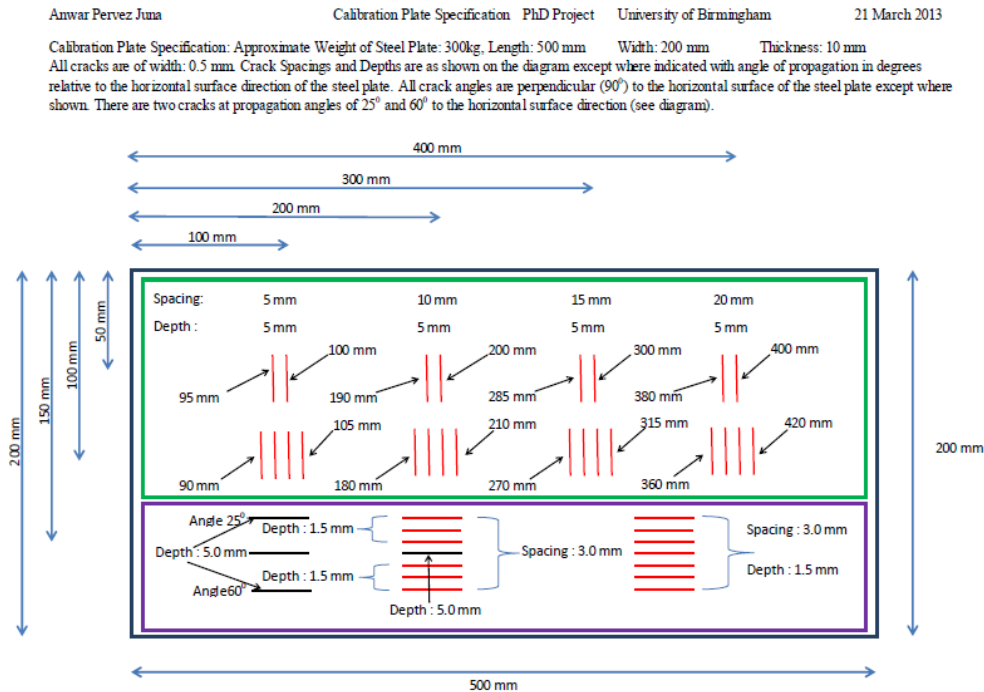 Anwar Pervez Juna Calibration Plate Specification PhD Project University of Birmingham 21 March 2013
Calibration Plate Specification: Approximate Weight of Steel Plate: 300kg, Length: 500 mm Width: 200 mm Thickness: 10 mm
All cracks are of width: 0.5 mm. Crack Spacings and Depths are as shown on the diagram except where indicated with angle of propagation in degrees
relative to the horizontal surface direction of the steel plate. All crack angles are perpendicular (90⁰) to the horizontal surface of the steel plate except where
shown. There are two cracks at propagation angles of 25⁰ and 60⁰ to the horizontal surface direction (see diagram).
400 mm
300 mm
200 mm
100 mm
200 mm
150 mm
100 mm
50 mm
Spacing: 5 mm 10 mm 15 mm 20 mm
Depth : 5 mm 5 mm 5 mm 5 mm
100 mm 200 mm 300 mm 400 mm
95 mm 190 mm 285 mm 380 mm
105 mm 210 mm 315 mm 420 mm
90 mm 180 mm 270 mm 360 mm
200 mm
Angle 25⁰
Depth : 1.5 mm
Depth : 5.0 mm
Depth : 1.5 mm
Angle60⁰
Spacing : 3.0 mm
Depth : 5.0 mm
Spacing : 3.0 mm
Depth : 1.5 mm
500 mm